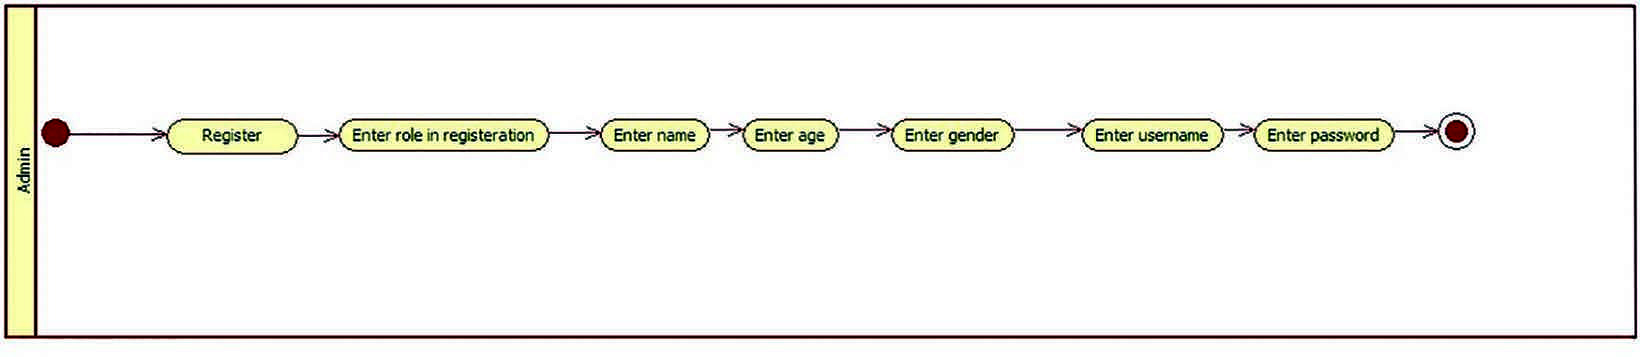 Admin
Register
Enter role in registeration
Enter name
Enter age
Enter gender
Enter username
Enter password